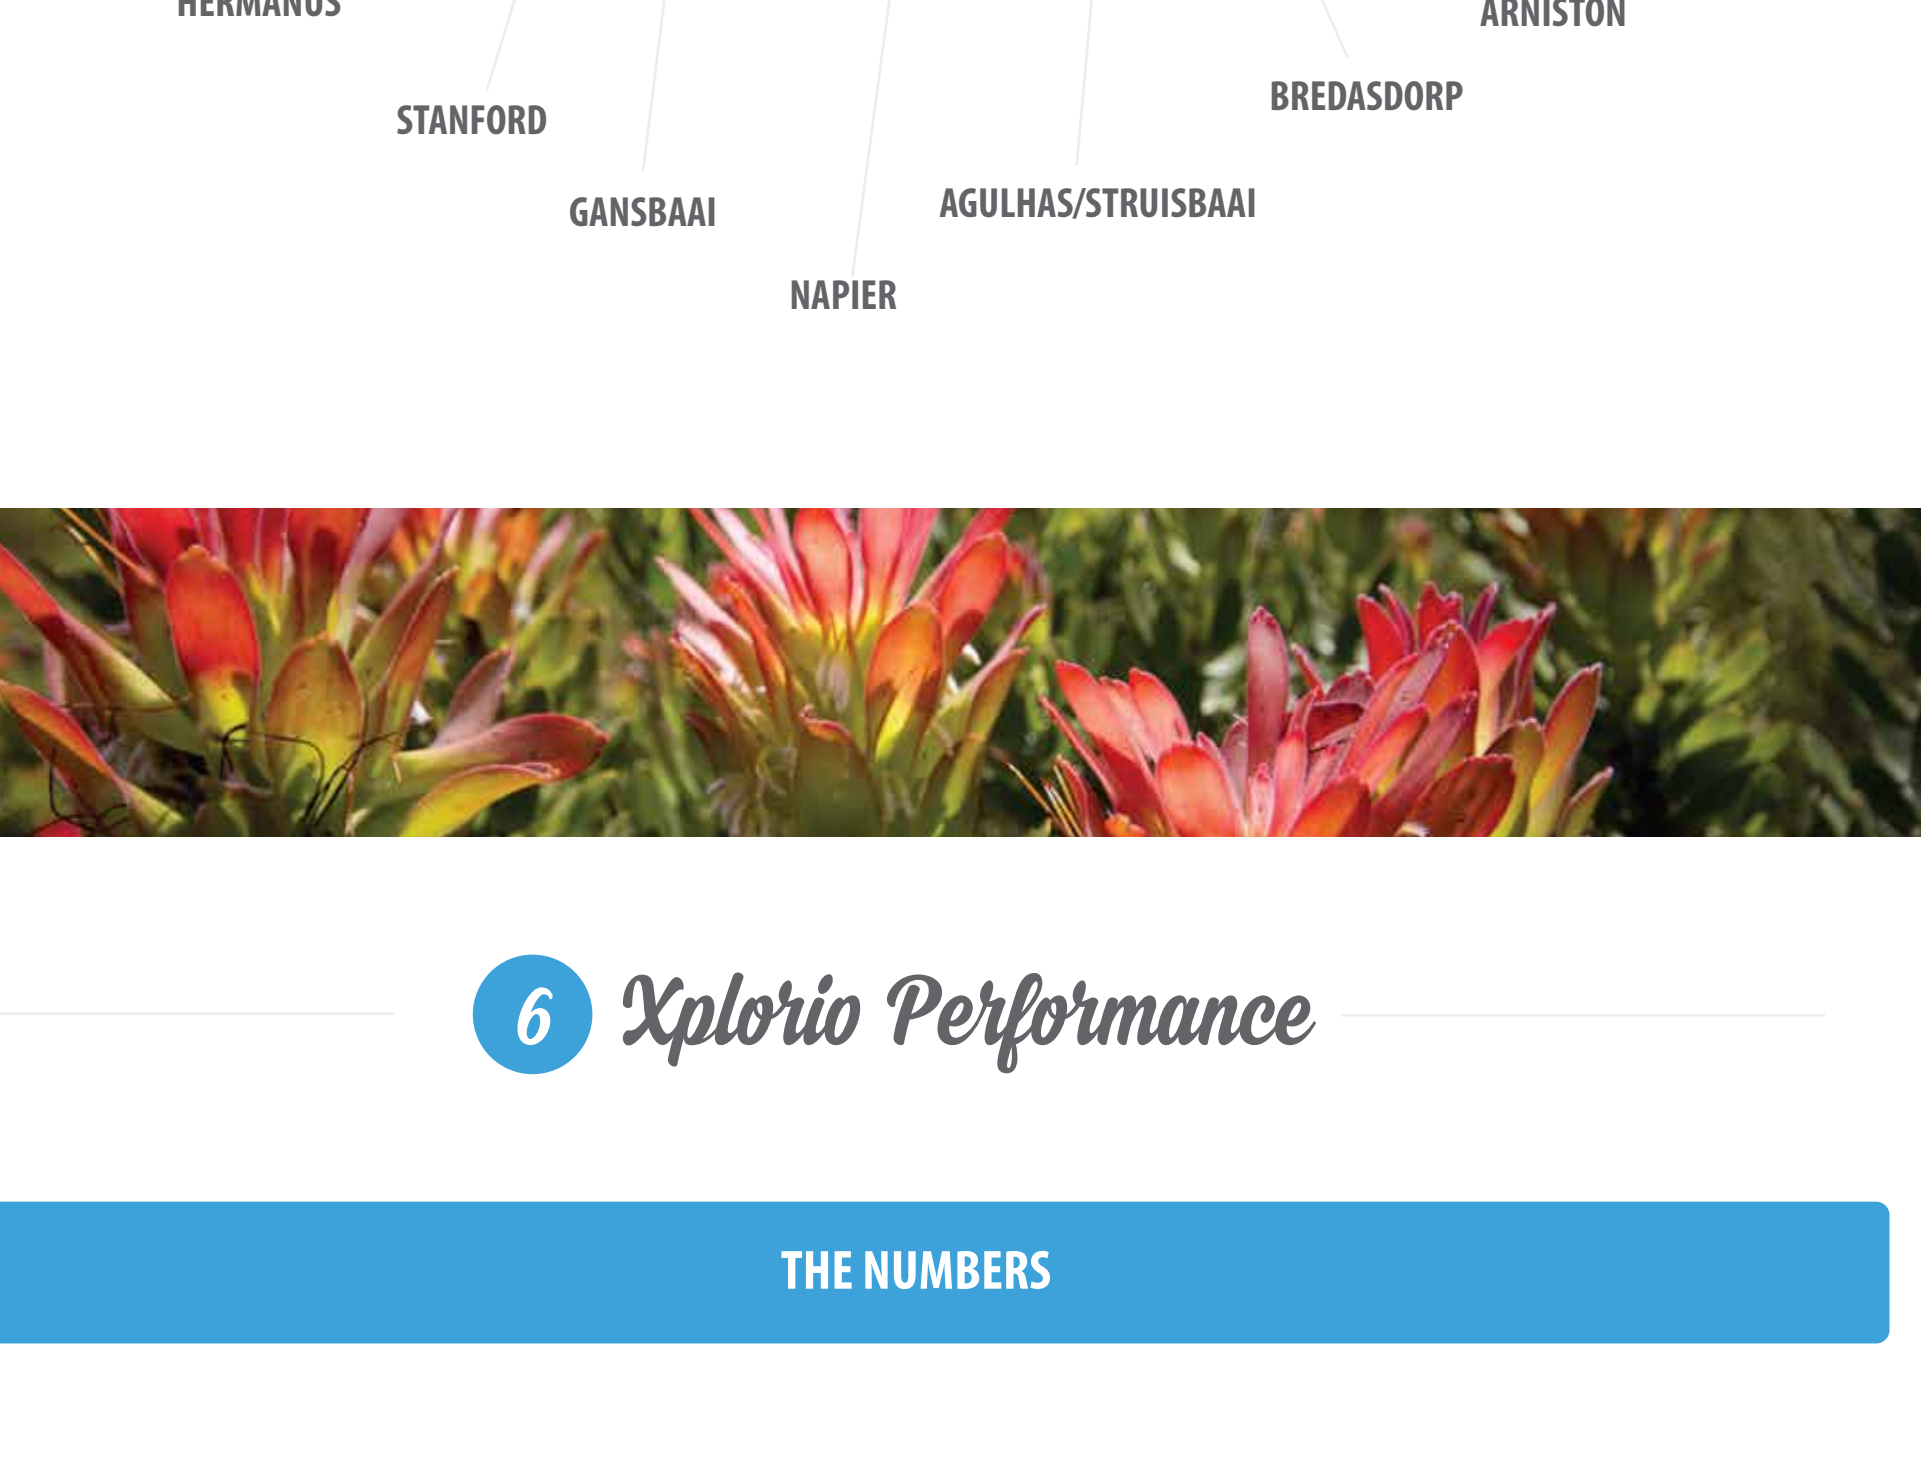 HERMANUS
ARNISTON
BREDASDORP
STANFORD
AGULHAS/STRUISBAAI
GANSBAAI
NAPIER
6 Xplorio Performance
THE NUMBERS